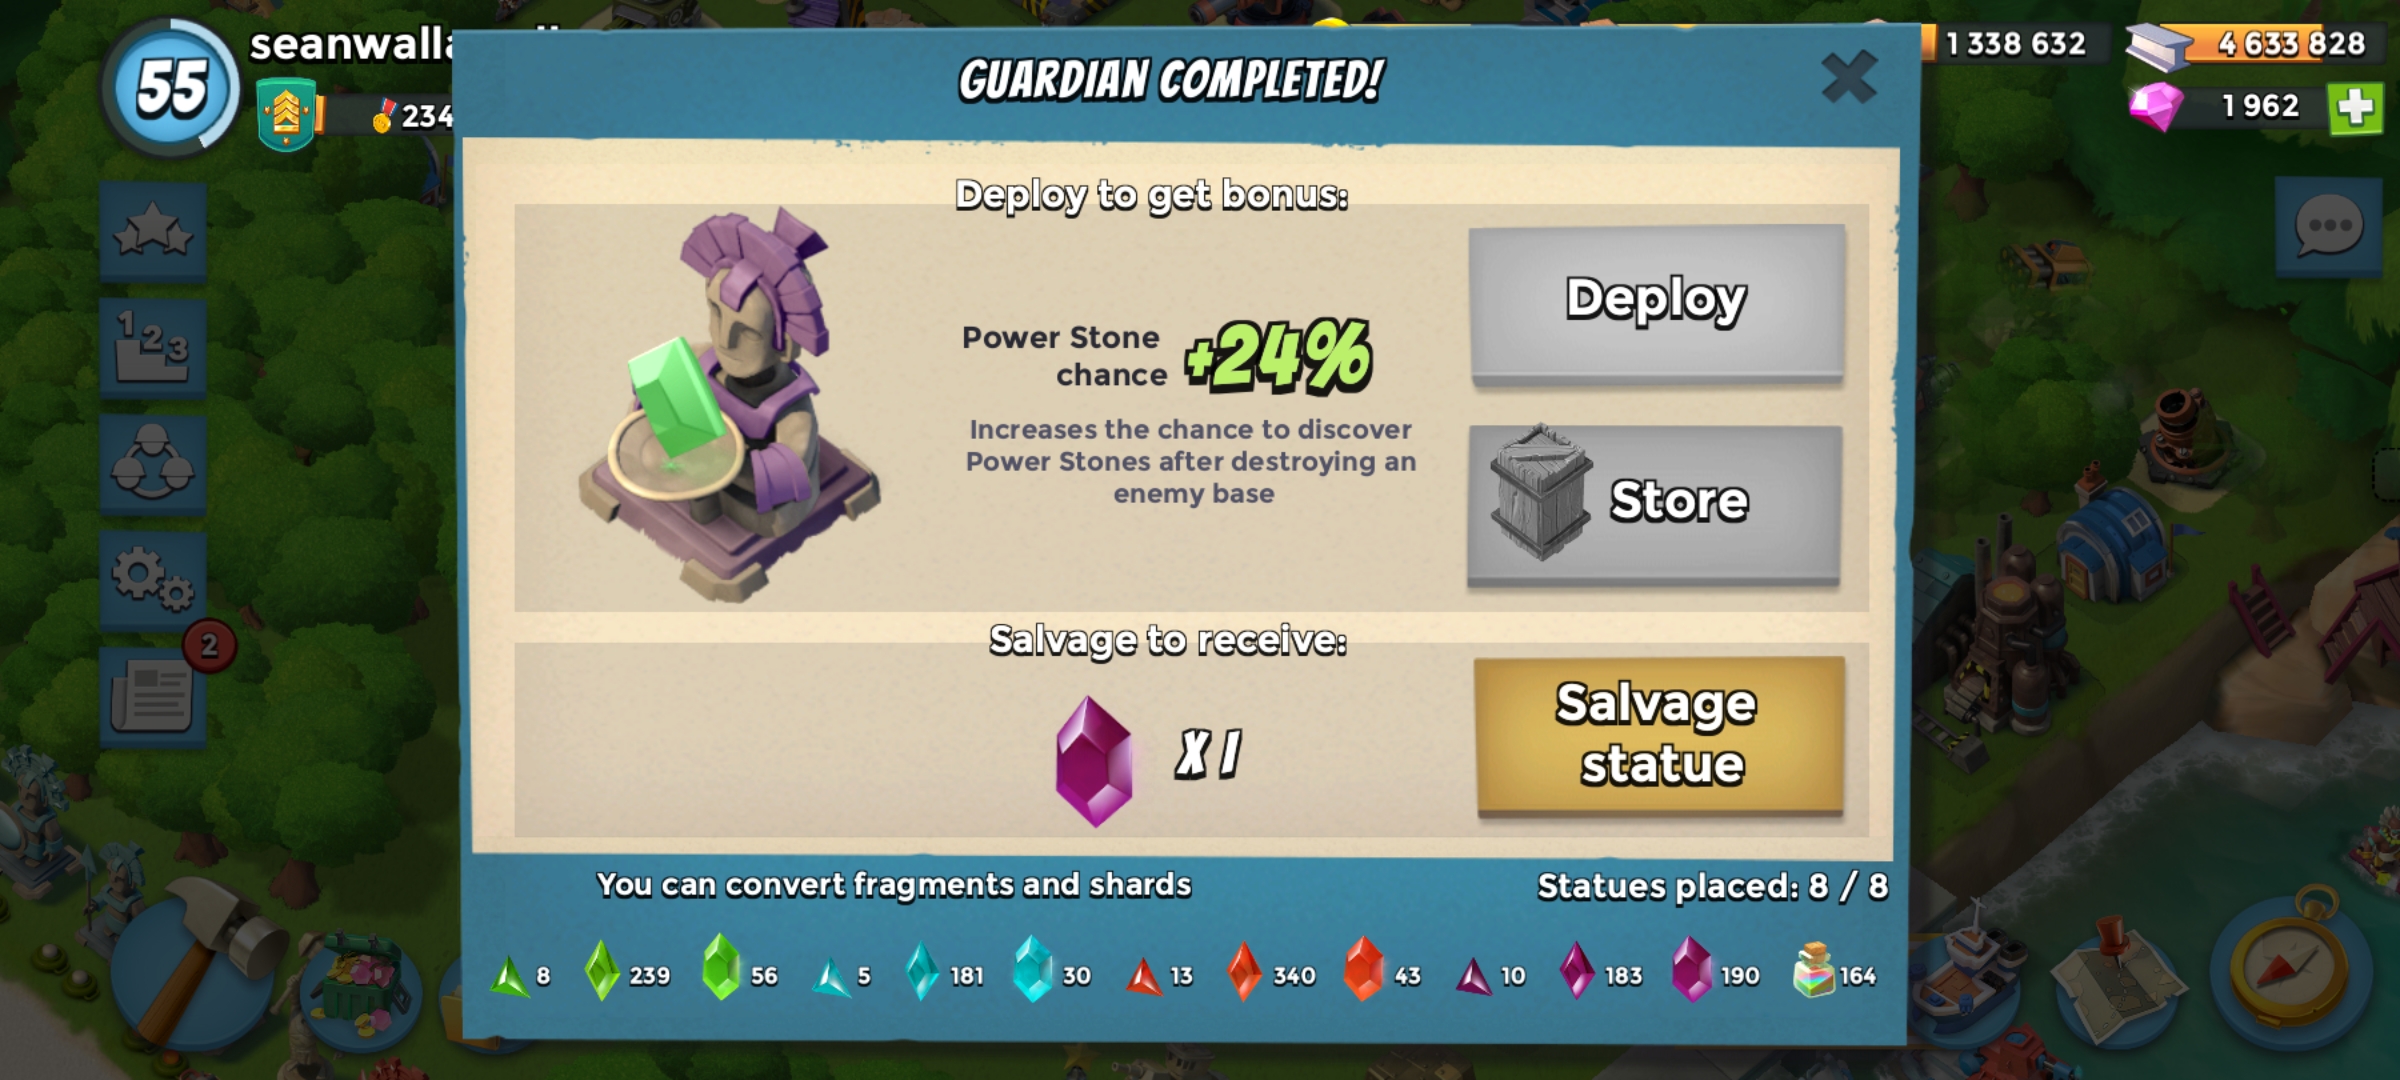 55
234
GUARDIAN COMPLETED!
1 338 632
4 633 828
1 962
1 2 3
2
Deploy to get bonus:
Power Stone
chance
+24%
Increases the chance to discover
Power Stones after destroying an
enemy base
Deploy
Store
Salvage to receive:
X 1
Salvage
statue
You can convert fragments and shards
Statues placed: 8 / 8
8 239 56 5 181 30 13 340 43 10 183 190 164